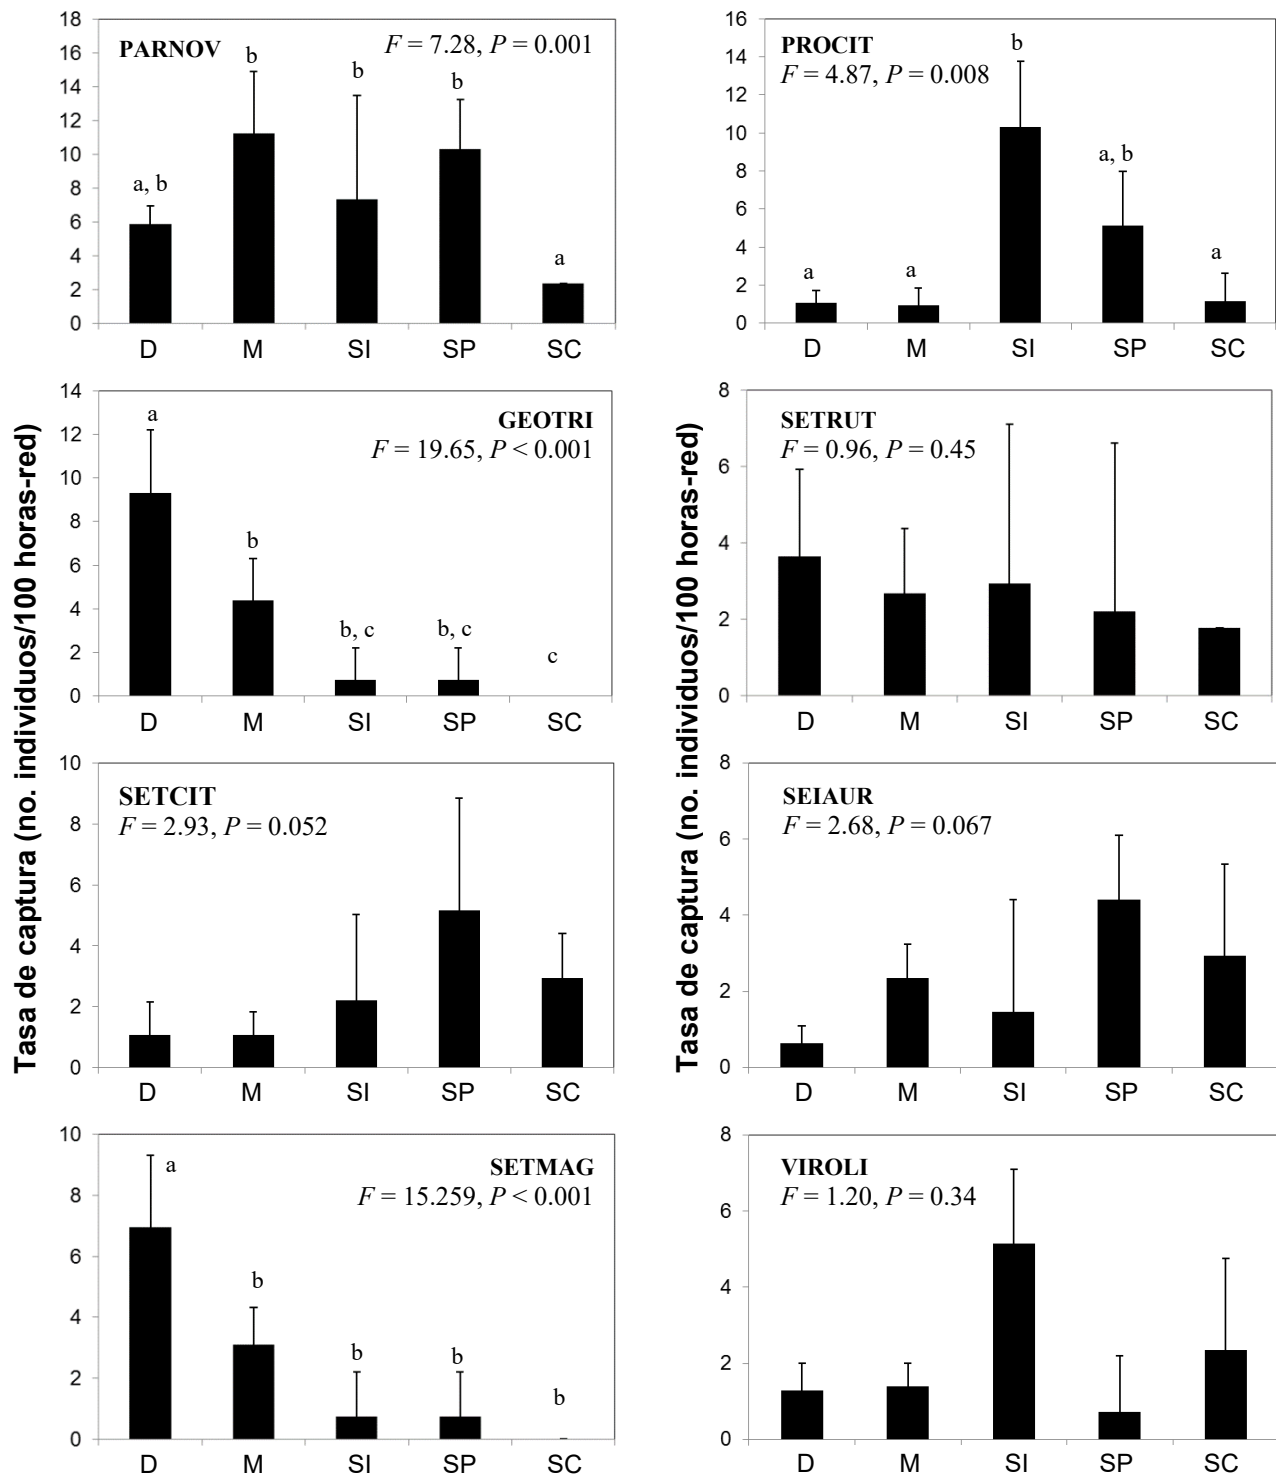 PARNOV
F = 7.28, P = 0.001
18
16
14
12
10
8
6
4
2
0
a, b
b
b
b
a
D M SI SP SC
PROCIT
F = 4.87, P = 0.008
16
14
12
10
8
6
4
2
0
a
a
b
a, b
a
D M SI SP SC
Tasa de captura (no. individuos/100 horas-red)
GEOTRI
F = 19.65, P < 0.001
14
12
10
8
6
4
2
0
a
b
b, c
b, c
c
D M SI SP SC
Tasa de captura (no. individuos/100 horas-red)
SETRUT
F = 0.96, P = 0.45
8
6
4
2
0
D M SI SP SC
SETCIT
F = 2.93, P = 0.052
10
8
6
4
2
0
D M SI SP SC
SEIAUR
F = 2.68, P = 0.067
8
6
4
2
0
D M SI SP SC
SETMAG
F = 15.259, P < 0.001
10
8
6
4
2
0
a
b
b
b
b
D M SI SP SC
VIROLI
F = 1.20, P = 0.34
8
6
4
2
0
D M SI SP SC